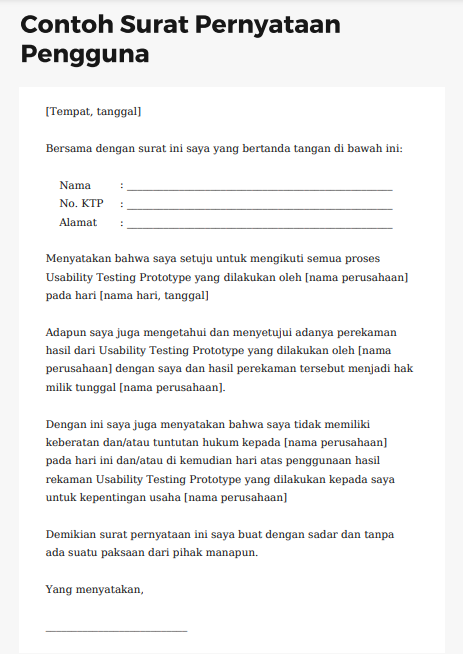 Contoh Surat Pernyataan
Pengguna
[Tempat, tanggal]
Bersama dengan surat ini saya yang bertanda tangan di bawah ini:
Nama : ________________________________________________
No. KTP : ________________________________________________
Alamat : ________________________________________________
Menyatakan bahwa saya setuju untuk mengikuti semua proses
Usability Testing Prototype yang dilakukan oleh [nama perusahaan]
pada hari [nama hari, tanggal]
Adapun saya juga mengetahui dan menyetujui adanya perekaman
hasil dari Usability Testing Prototype yang dilakukan oleh [nama
perusahaan] dengan saya dan hasil perekaman tersebut menjadi hak
milik tunggal [nama perusahaan].
Dengan ini saya juga menyatakan bahwa saya tidak memiliki
keberatan dan/atau tuntutan hukum kepada [nama perusahaan]
pada hari ini dan/atau di kemudian hari atas penggunaan hasil
rekaman Usability Testing Prototype yang dilakukan kepada saya
untuk kepentingan usaha [nama perusahaan]
Demikian surat pernyataan ini saya buat dengan sadar dan tanpa
ada suatu paksaan dari pihak manapun.
Yang menyatakan,
__________________________